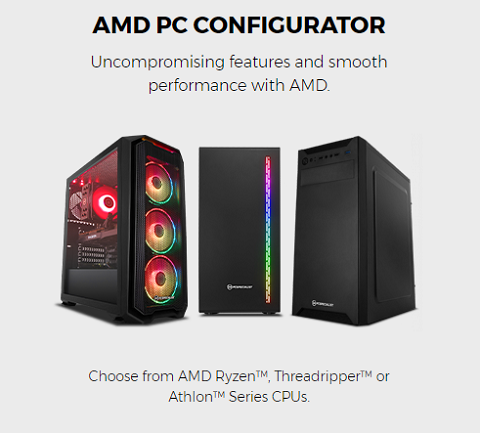 AMD PC CONFIGURATOR
Uncompromising features and smooth
performance with AMD.
Choose from AMD Ryzen™, Threadripper™ or
Athlon™ Series CPUs.